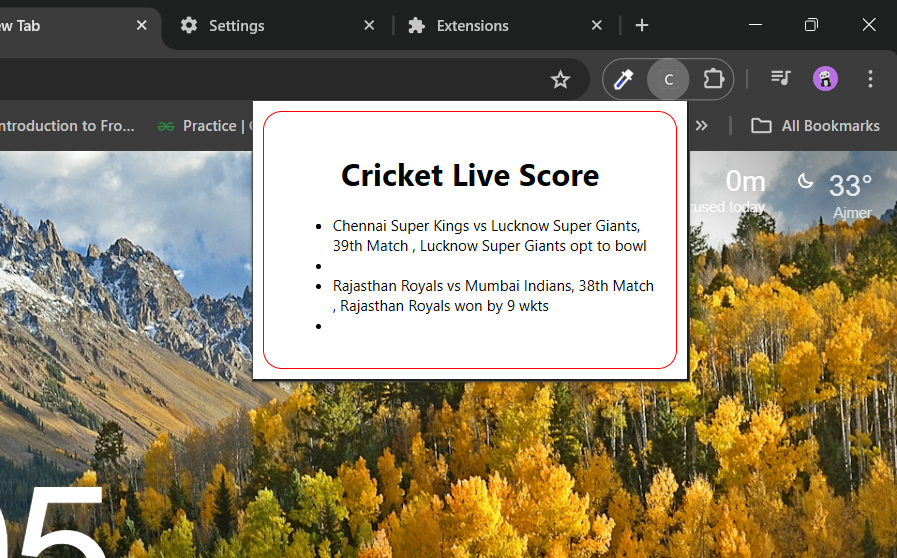 ew Tab
Settings
Extensions
C
ntroduction to Fro...
Practice |
All Bookmarks
0m
cused today
33°
Ajmer
Cricket Live Score
Chennai Super Kings vs Lucknow Super Giants,
39th Match , Lucknow Super Giants opt to bowl
Rajasthan Royals vs Mumbai Indians, 38th Match
, Rajasthan Royals won by 9 wkts
05